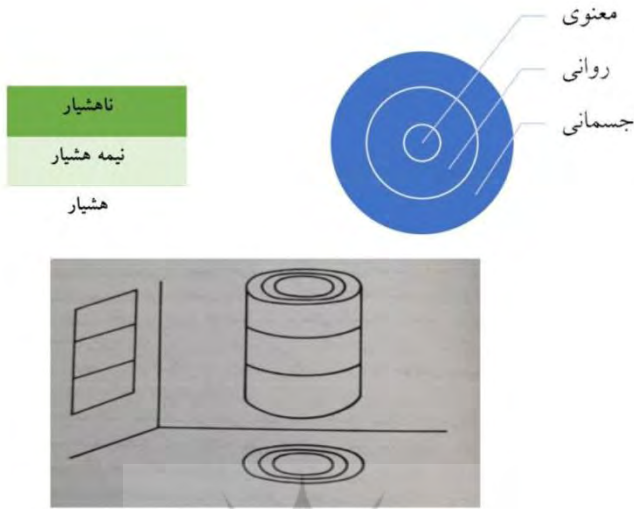 معنوی
روانی
جسمانی
ناهشیار
نیمه هشیار
هشیار